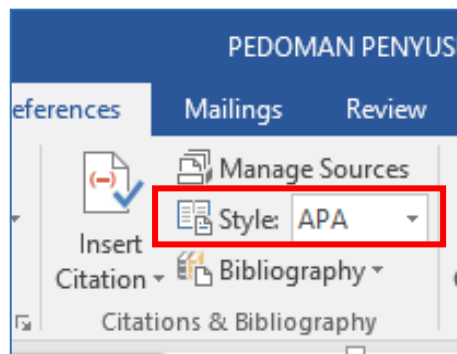 PEDOMAN PENYUS
eferences Mailings Review
Manage Sources
Style: APA
Insert
Citation
Bibliography
Citations & Bibliography